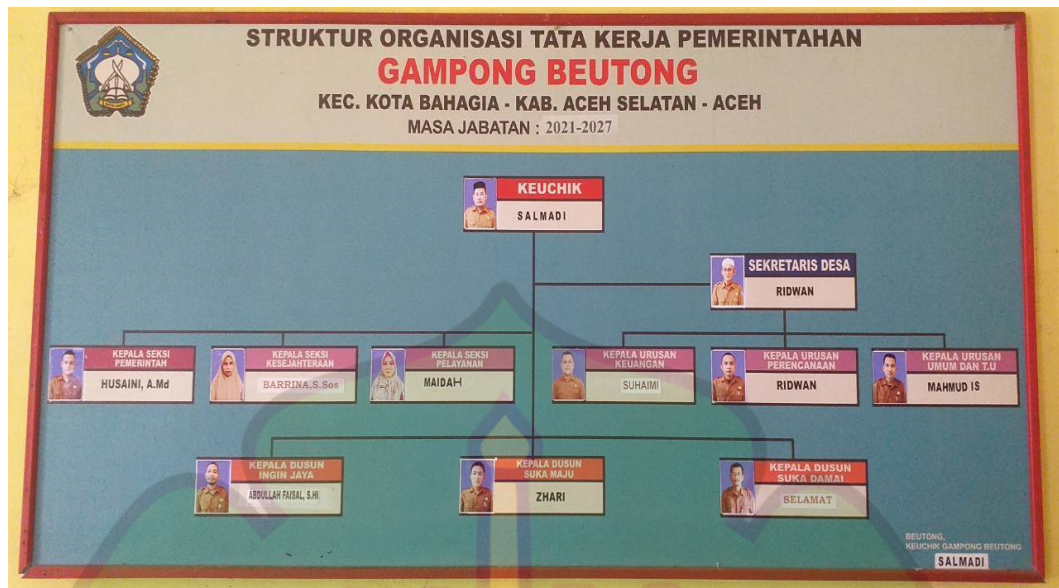 STRUKTUR ORGANISASI TATA KERJA PEMERINTAHAN
GAMPONG BEUTONG
KEC. KOTA BAHAGIA - KAB. ACEH SELATAN - ACEH
MASA JABATAN : 2021-2027
KEUCHIK
SALMADI
SEKRETARIS DESA
RIDWAN
KEPALA SEKSI
PEMERINTAH
HUSAINI, A.Md
KEPALA SEKSI
KESEJAHTERAAN
BARRINA,S.Sos
KEPALA SEKSI
PELAYANAN
MAIDAH
KEPALA URUSAN
KEUANGAN
SUHAIMI
KEPALA URUSAN
PERENCANAAN
RIDWAN
KEPALA URUSAN
UMUM DAN T.U
MAHMUD IS
KEPALA DUSUN
INGIN JAYA
ABDULLAH FAISAL, S.Hi
KEPALA DUSUN
SUKA MAJU
ZHARI
KEPALA DUSUN
SUKA DAMAI
SELAMAT
BEUTONG,
KEUCHIK GAMPONG BEUTONG
SALMADI